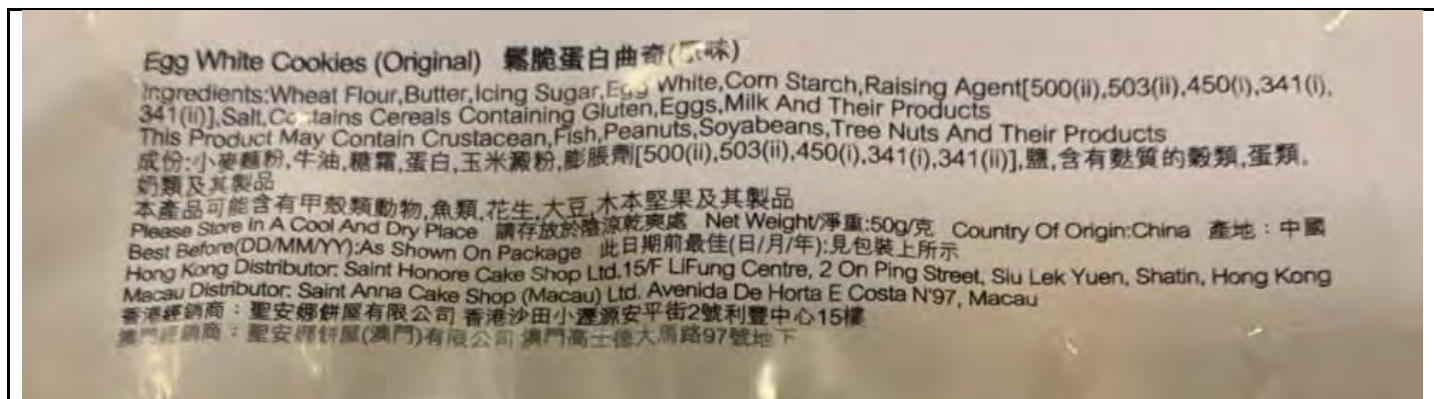 Egg White Cookies (Original) 鬆脆蛋白曲奇(原味)
Ingredients:Wheat Flour,Butter,Icing Sugar,Egg White,Corn Starch,Raising Agent[500(ii),503(ii),450(i),341(i),
341(ii)],Salt,Contains Cereals Containing Gluten,Eggs,Milk And Their Products
This Product May Contain Crustacean,Fish,Peanuts,Soyabeans,Tree Nuts And Their Products
成份:小麥麵粉,牛油,糖霜,蛋白,玉米澱粉,膨脹劑[500(ii),503(ii),450(i),341(i),341(ii)],鹽,含有麩質的穀類,蛋類,
奶類及其製品
本產品可能含有甲殼類動物,魚類,花生,大豆,木本堅果及其製品
Please Store In A Cool And Dry Place 請存放於陰涼乾爽處 Net Weight/淨重:50g/克 Country Of Origin:China 產地：中國
Best Before(DD/MM/YY):As Shown On Package 此日期前最佳(日/月/年):見包裝上所示
Hong Kong Distributor: Saint Honore Cake Shop Ltd.15/F LiFung Centre, 2 On Ping Street, Siu Lek Yuen, Shatin, Hong Kong
Macau Distributor: Saint Anna Cake Shop (Macau) Ltd. Avenida De Horta E Costa N'97, Macau
香港經銷商：聖安娜餅屋有限公司 香港沙田小瀝源安平街2號利豐中心15樓
澳門經銷商：聖安娜餅屋(澳門)有限公司 澳門高士德大馬路97號地下